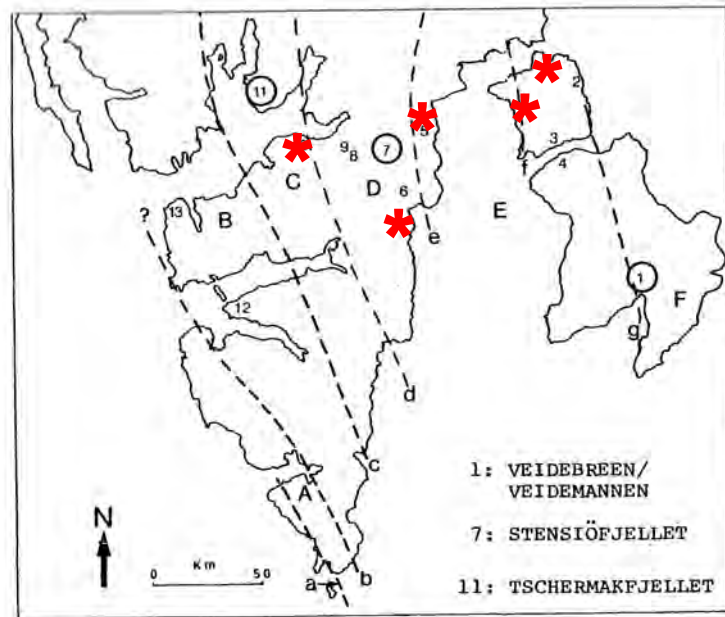 11
2
5
3
9
8
7
4
C
D
6
?
13
B
E
f
e
1
F
12
g
d
C
1: VEIDEBREEN/
VEIDEMANNEN
A
N
7: STENSIÖFJELLET
Km
0 50
a
b
11: TSCHERMAKFJELLET